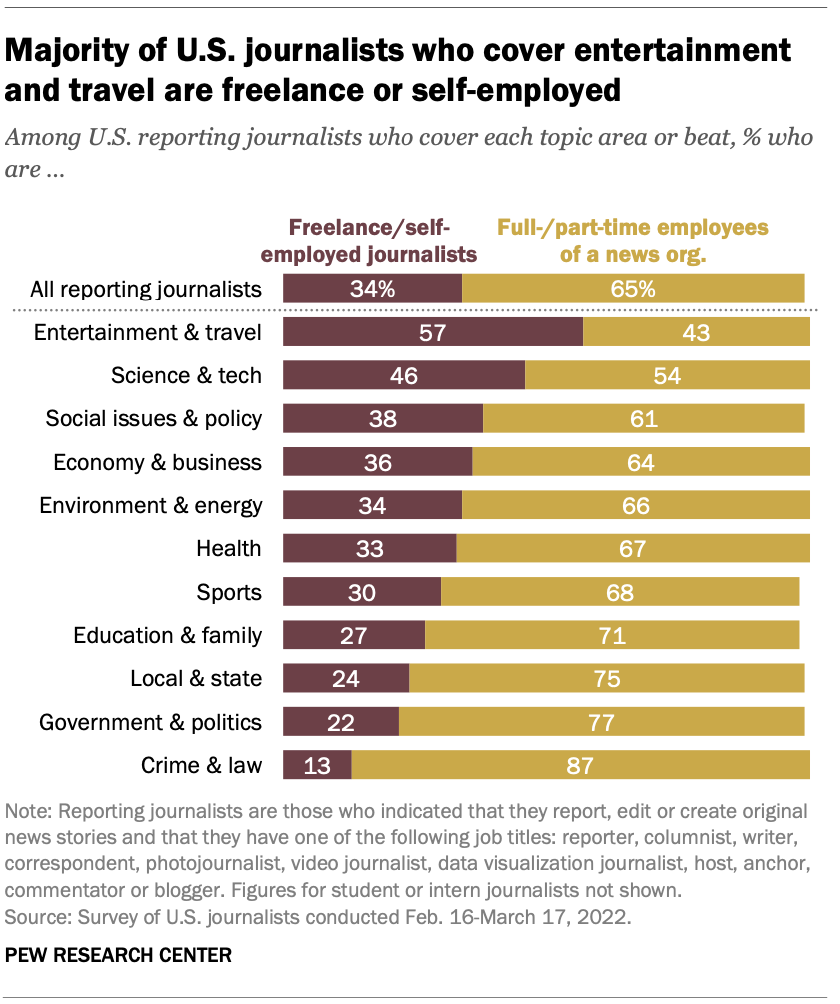 Majority of U.S. journalists who cover entertainment
and travel are freelance or self-employed
Among U.S. reporting journalists who cover each topic area or beat, % who
are ...
Freelance/self-
employed journalists
Full-/part-time employees
of a news org.
All reporting journalists 34% 65%
Entertainment & travel 57 43
Science & tech 46 54
Social issues & policy 38 61
Economy & business 36 64
Environment & energy 34 66
Health 33 67
Sports 30 68
Education & family 27 71
Local & state 24 75
Government & politics 22 77
Crime & law 13 87
Note: Reporting journalists are those who indicated that they report, edit or create original
news stories and that they have one of the following job titles: reporter, columnist, writer,
correspondent, photojournalist, video journalist, data visualization journalist, host, anchor,
commentator or blogger. Figures for student or intern journalists not shown.
Source: Survey of U.S. journalists conducted Feb. 16-March 17, 2022.
PEW RESEARCH CENTER